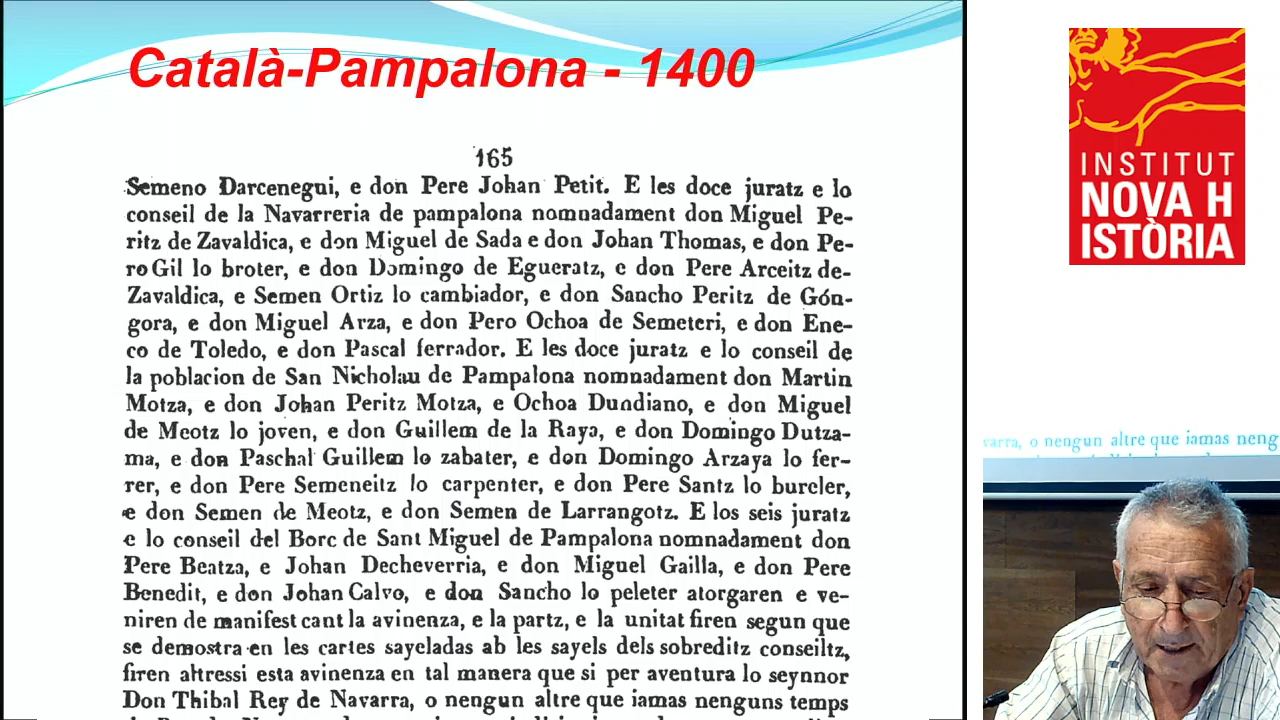 Català-Pampalona - 1400
165
Semeno Darcenegui, e don Pere Johan Petit. E les doce juratz e lo
conseil de la Navarreria de pampalona nomnadament don Miguel Pe-
ritz de Zavaldica, e don Miguel de Sada e don Johan Thomas, e don Pe-
ro Gil lo broter, e don Domingo de Egueratz, e don Pere Arceitz de-
Zavaldica, e Semen Ortiz lo cambiador, e don Sancho Peritz de Gón-
gora, e don Miguel Arza, e don Pero Ochoa de Semeteri, e don Ene-
co de Toledo, e don Pascal ferrador. E les doce juratz e lo conseil de
la poblacion de San Nicholau de Pampalona nomnadament don Martin
Motza, e don Johan Peritz Motza, e Ochoa Dundiano, e don Miguel
de Meotz lo joven, e don Guillem de la Raya, e don Domingo Dutza-
ma, e don Paschal Guillem lo zabater, e don Domingo Arzaya lo fer-
rer, e don Pere Semeneitz lo carpenter, e don Pere Santz lo burcler,
e don Semen de Meotz, e don Semen de Larrangotz. E los seis juratz
e lo conseil del Borc de Sant Miguel de Pampalona nomnadament don
Pere Beatza, e Johan Decheverria, e don Miguel Gailla, e don Pere
Benedit, e don Johan Calvo, e don Sancho lo peleter atorgaren e ve-
niren de manifest cant la avinenza, e la partz, e la unitat firen segun que
se demostra en les cartes sayeladas ab les sayels dels sobreditz conseiltz,
firen altressi esta avinenza en tal manera que si per aventura lo seynnor
Don Thibal Rey de Navarra, o nengun altre que iamas nenguns temps
INSTITUT
NOVA H
ISTÒRIA
varra, o nengun altre que iamas neng